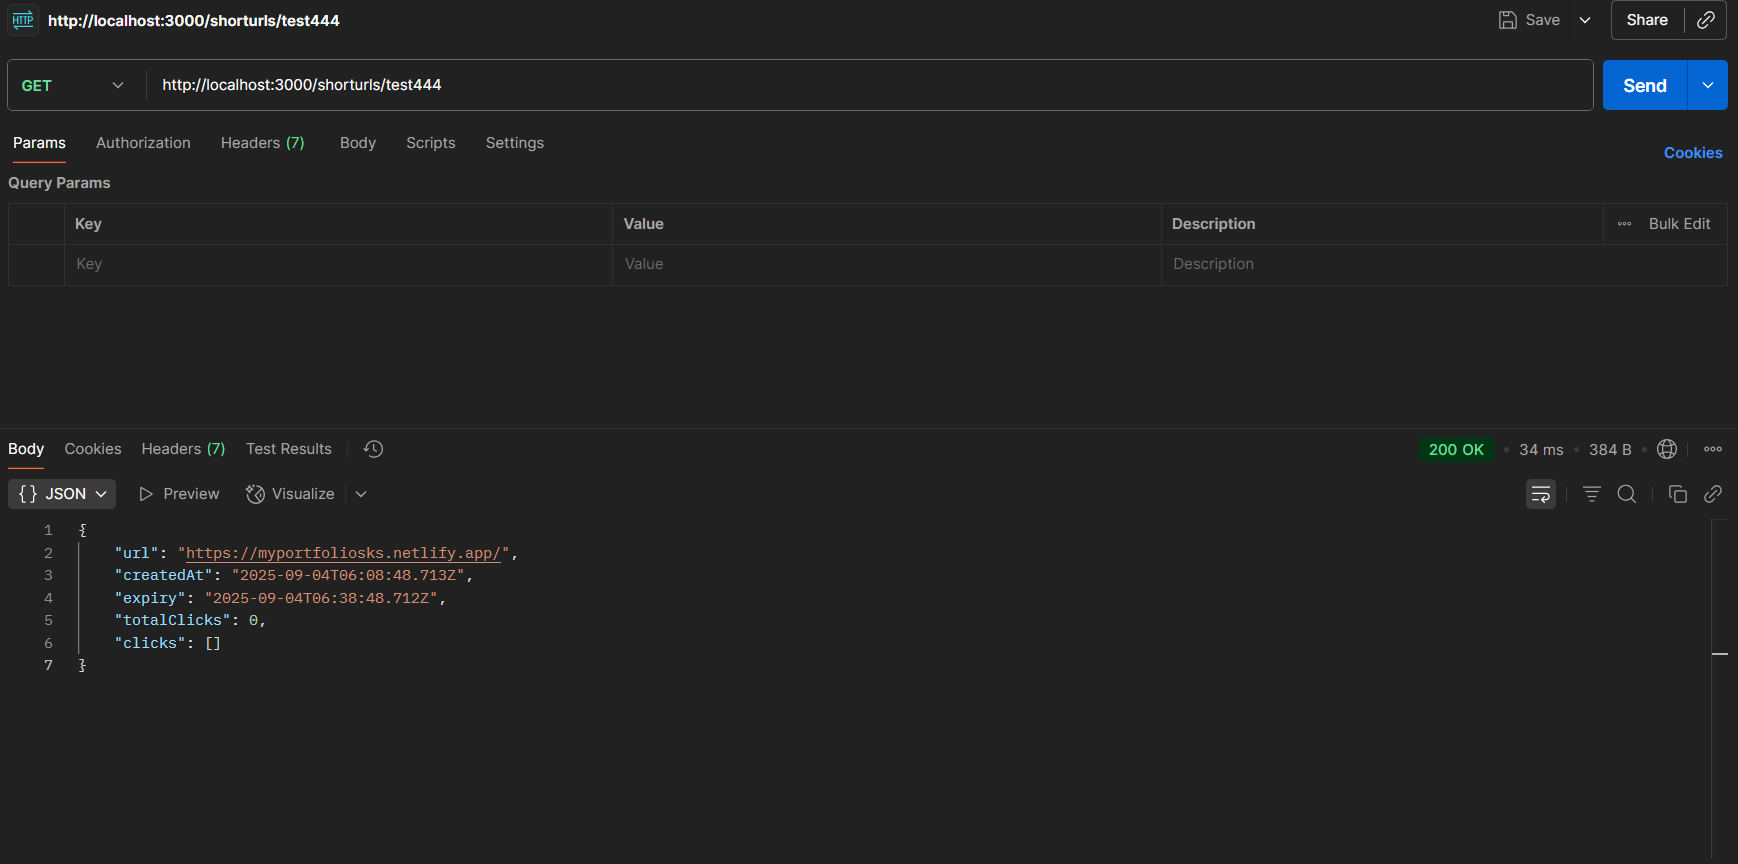 HTTP http://localhost:3000/shorturls/test444 Save Share
GET http://localhost:3000/shorturls/test444 Send
Params Authorization Headers (7) Body Scripts Settings Cookies
Query Params
Key Value Description Bulk Edit
Key Value Description
Body Cookies Headers (7) Test Results 200 OK 34 ms 384 B
{} JSON Preview Visualize
1 {
2 "url": "https://myportfoliosks.netlify.app/",
3 "createdAt": "2025-09-04T06:08:48.713Z",
4 "expiry": "2025-09-04T06:38:48.712Z",
5 "totalClicks": 0,
6 "clicks": []
7 }